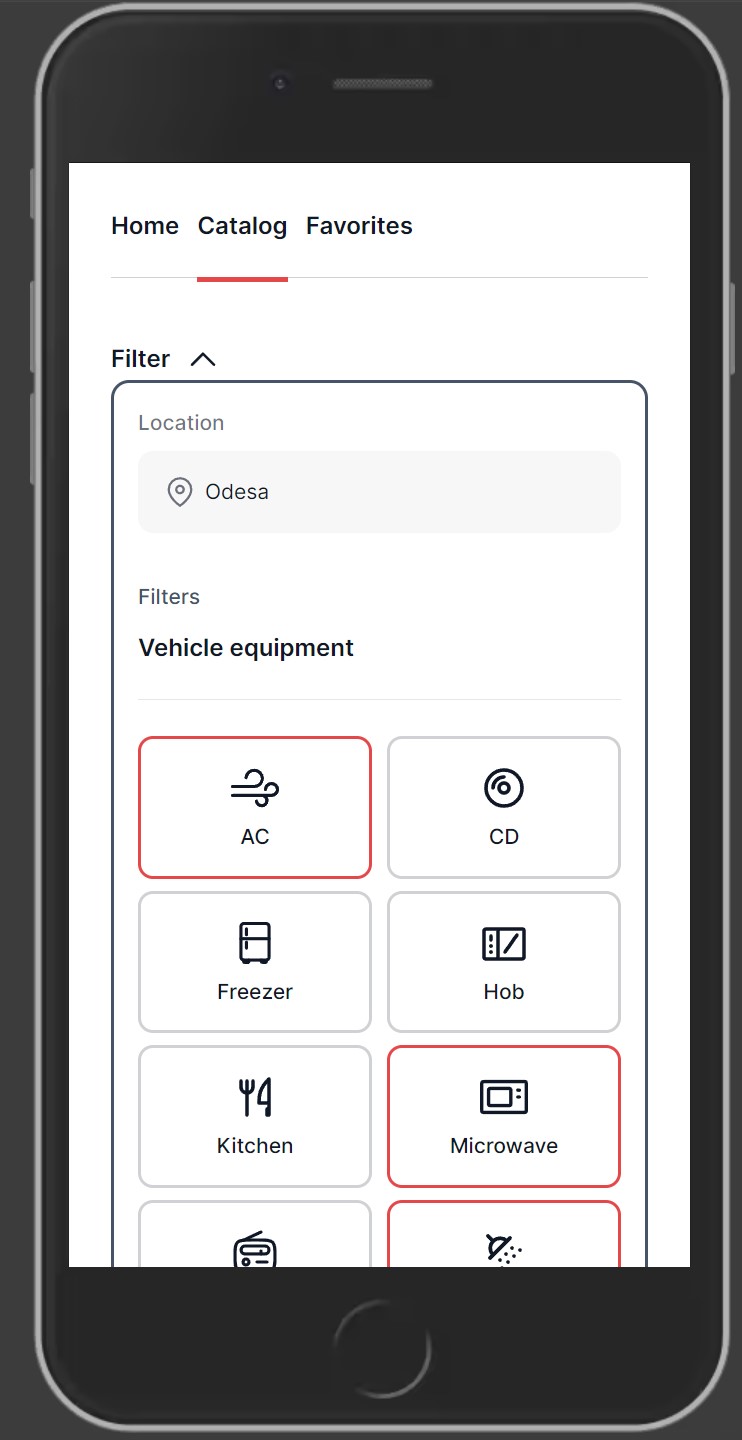 Home Catalog Favorites
Filter
Location
Odesa
Filters
Vehicle equipment
AC CD
Freezer Hob
Kitchen Microwave